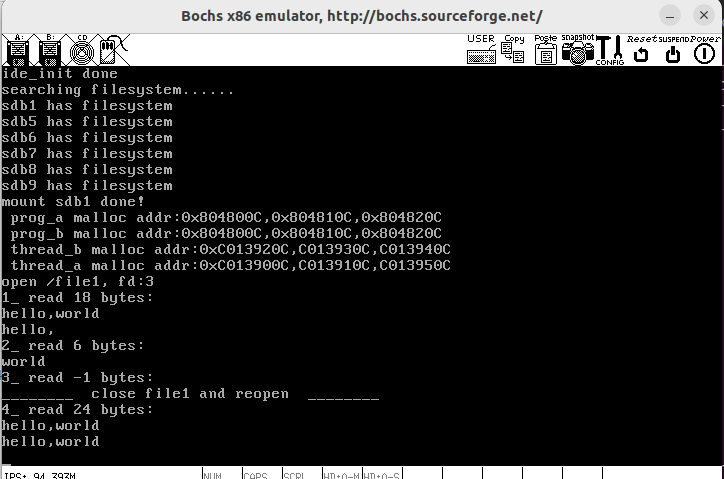 Bochs x86 emulator, http://bochs.sourceforge.net/
A: B: CD USER Copy Paste snapshot CONFIG Reset SUSPEND Power
ide_init done
searching filesystem......
sdb1 has filesystem
sdb5 has filesystem
sdb6 has filesystem
sdb7 has filesystem
sdb8 has filesystem
sdb9 has filesystem
mount sdb1 done!
prog_a malloc addr:0x804800C,0x804810C,0x804820C
prog_b malloc addr:0x804800C,0x804810C,0x804820C
thread_b malloc addr:0xC013920C,C013930C,C013940C
thread_a malloc addr:0xC013900C,C013910C,C013950C
open /file1, fd:3
1_ read 18 bytes:
hello,world
hello,
2_ read 6 bytes:
world
3_ read -1 bytes:
________  close file1 and reopen  ________
4_ read 24 bytes:
hello,world
hello,world
_
IPS: 94.393M NUM CAPS SCRL HD:0-M HD:0-S